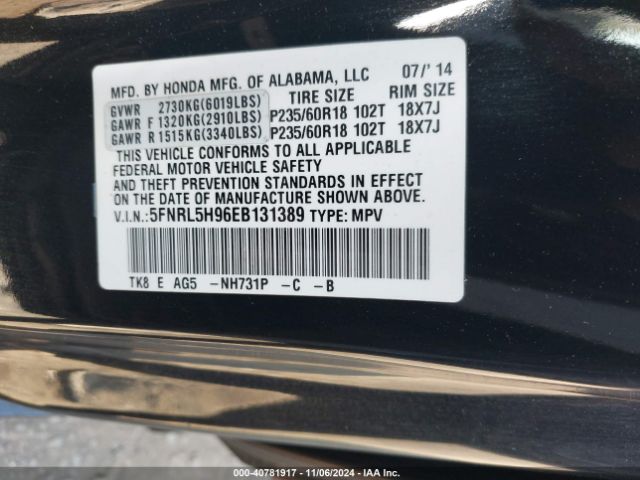 MFD. BY HONDA MFG. OF ALABAMA, LLC 07/'14
TIRE SIZE RIM SIZE
GVWR 2730KG(6019LBS)
GAWR F 1320KG(2910LBS) P235/60R18 102T 18X7J
GAWR R 1515KG(3340LBS) P235/60R18 102T 18X7J
THIS VEHICLE CONFORMS TO ALL APPLICABLE
FEDERAL MOTOR VEHICLE SAFETY
AND THEFT PREVENTION STANDARDS IN EFFECT
ON THE DATE OF MANUFACTURE SHOWN ABOVE.
V.I.N.:5FNRL5H96EB131389 TYPE: MPV
TK8 E AG5 -NH731P -C -B
000-40781917 - 11/06/2024 - IAA Inc.